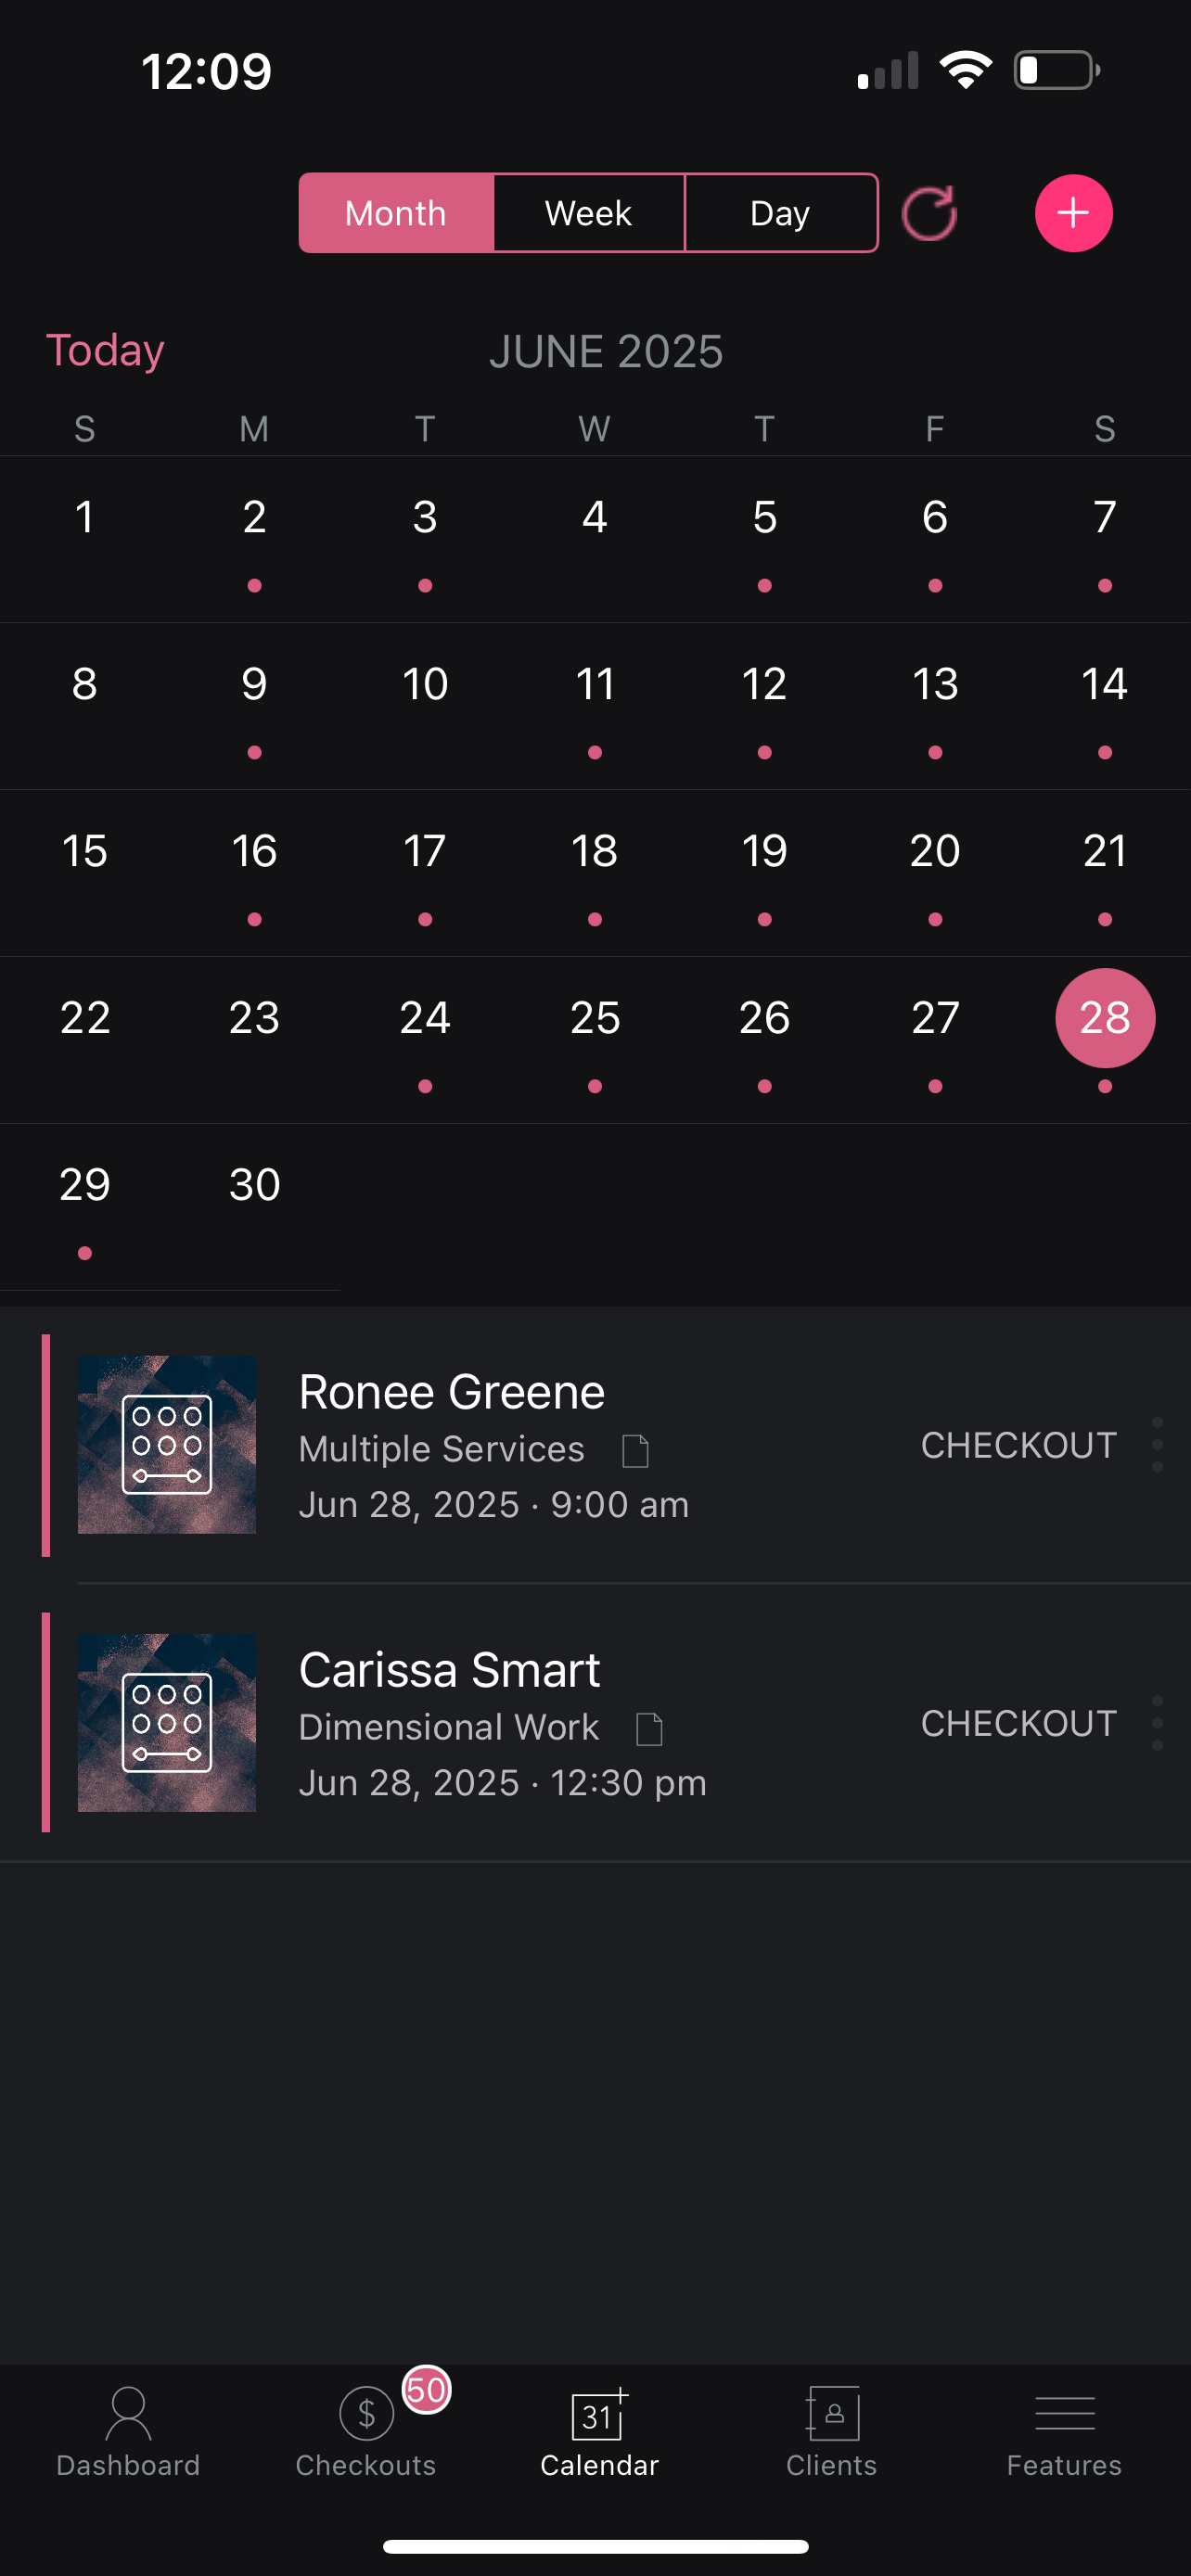 12:09
Month Week Day
Today JUNE 2025
S M T W T F S
1 2 3 4 5 6 7
8 9 10 11 12 13 14
15 16 17 18 19 20 21
22 23 24 25 26 27 28
29 30
Ronee Greene
Multiple Services
CHECKOUT
Jun 28, 2025 · 9:00 am
Carissa Smart
Dimensional Work
CHECKOUT
Jun 28, 2025 · 12:30 pm
$ 50 31
Dashboard Checkouts Calendar Clients Features